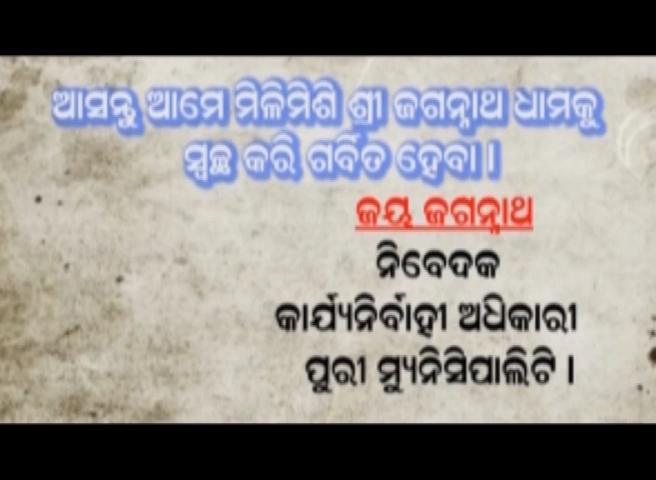 ଆସନ୍ତୁ ଆମେ ମିଳିମିଶି ଶ୍ରୀ ଜଗନ୍ନାଥ ଧାମକୁ
ସ୍ୱଚ୍ଛ କରି ଗର୍ବିତ ହେବା ।
ଜୟ ଜଗନ୍ନାଥ
ନିବେଦକ
କାର୍ଯ୍ୟନିର୍ବାହୀ ଅଧିକାରୀ
ପୁରୀ ମ୍ୟୁନିସିପାଲିଟି ।